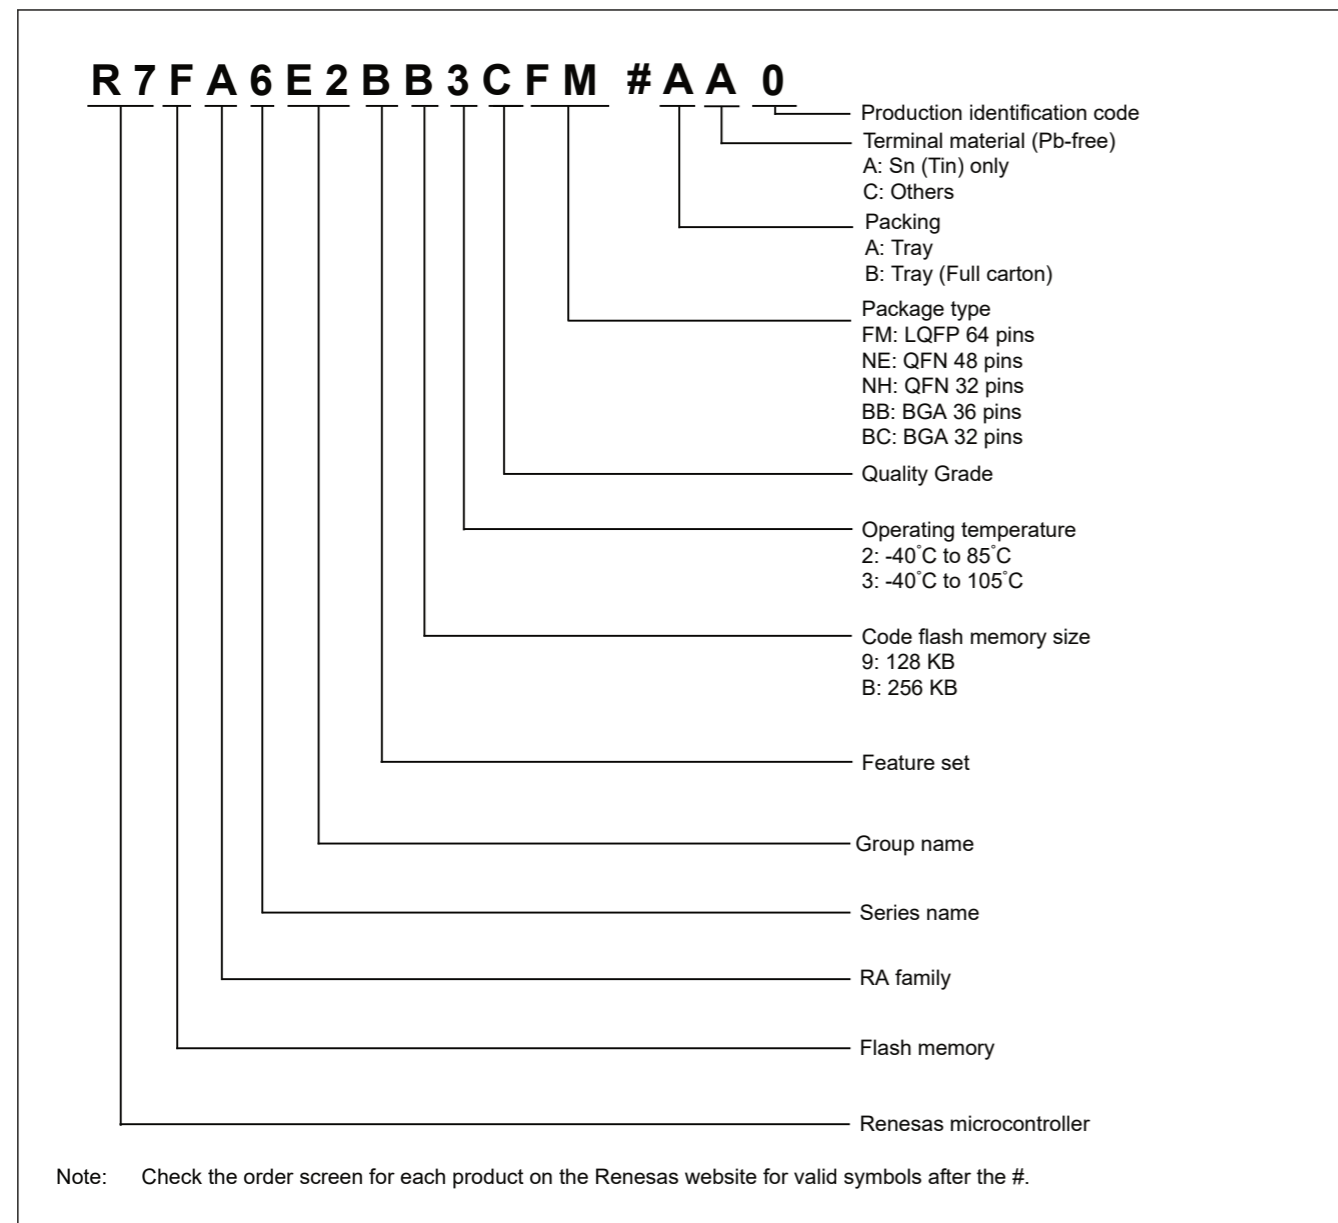 R7FA6E2BB3CFM #AA0
Production identification code
Terminal material (Pb-free)
A: Sn (Tin) only
C: Others
Packing
A: Tray
B: Tray (Full carton)
Package type
FM: LQFP 64 pins
NE: QFN 48 pins
NH: QFN 32 pins
BB: BGA 36 pins
BC: BGA 32 pins
Quality Grade
Operating temperature
2: -40°C to 85°C
3: -40°C to 105°C
Code flash memory size
9: 128 KB
B: 256 KB
Feature set
Group name
Series name
RA family
Flash memory
Renesas microcontroller
Note: Check the order screen for each product on the Renesas website for valid symbols after the #.